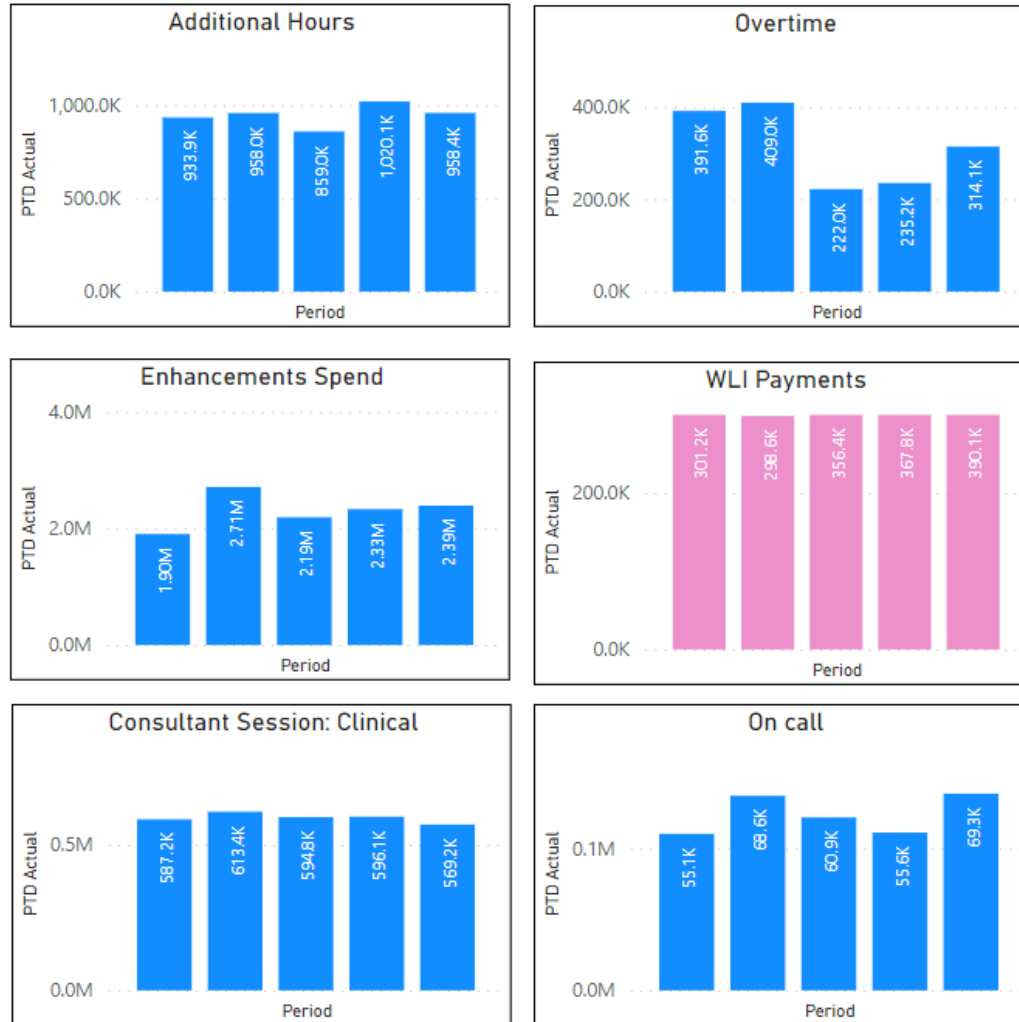 Additional Hours
PTD Actual
1,000.0K
500.0K
0.0K
933.9K
958.0K
859.0K
1,020.1K
958.4K
Period
Overtime
PTD Actual
400.0K
200.0K
0.0K
391.6K
409.0K
222.0K
235.2K
314.1K
Period
Enhancements Spend
PTD Actual
4.0M
2.0M
0.0M
1.90M
2.71M
2.19M
2.33M
2.39M
Period
WLI Payments
PTD Actual
200.0K
0.0K
301.2K
298.6K
356.4K
367.8K
390.1K
Period
Consultant Session: Clinical
PTD Actual
0.5M
0.0M
587.2K
613.4K
594.8K
596.1K
569.2K
Period
On call
PTD Actual
0.1M
0.0M
55.1K
68.6K
60.9K
55.6K
69.3K
Period